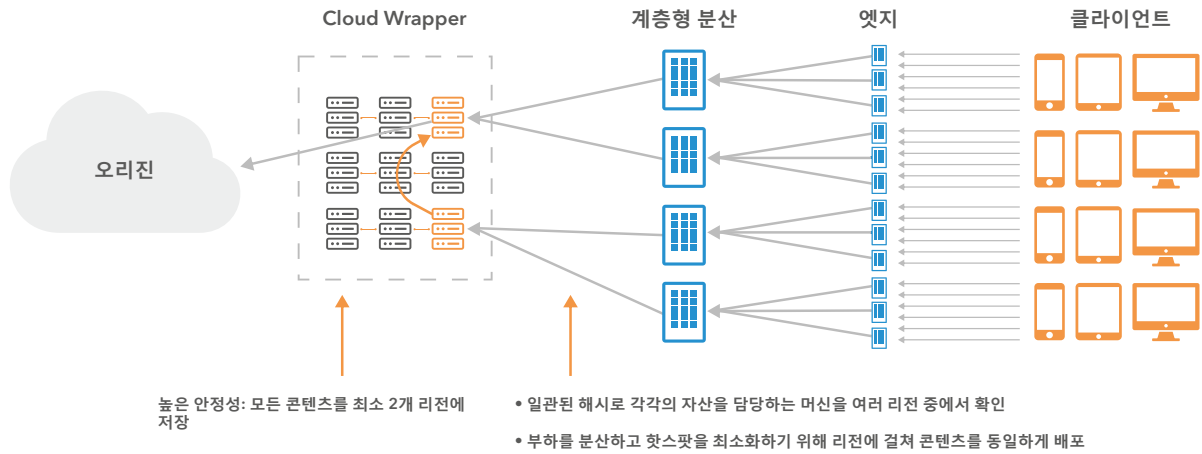 Cloud Wrapper
계층형 분산
엣지
클라이언트
오리진
높은 안정성: 모든 콘텐츠를 최소 2개 리전에
저장
• 일관된 해시로 각각의 자산을 담당하는 머신을 여러 리전 중에서 확인
• 부하를 분산하고 핫스팟을 최소화하기 위해 리전에 걸쳐 콘텐츠를 동일하게 배포